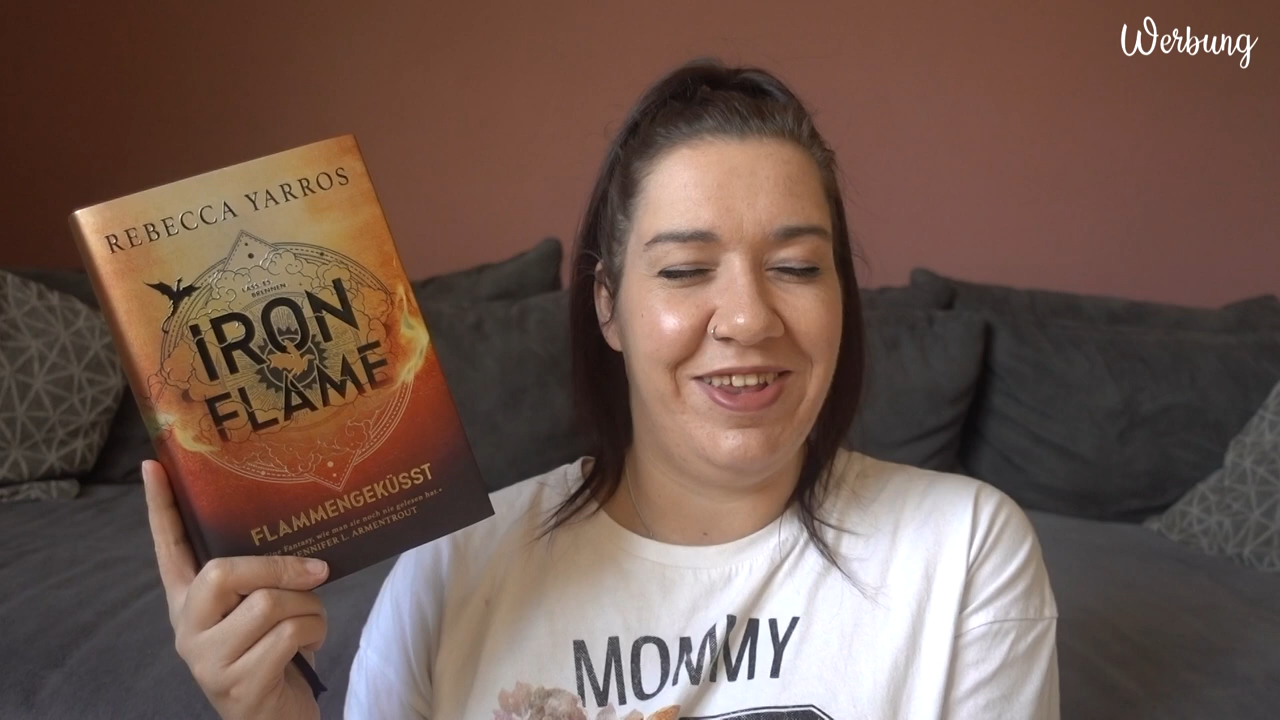 Werbung
REBECCA YARROS
LASS ES
BRENNEN
IRON
FLAME
FLAMMENGEKÜSST
Fantasy, wie man sie noch nie gelesen hat.«
JENNIFER L. ARMENTROUT
MOMMY